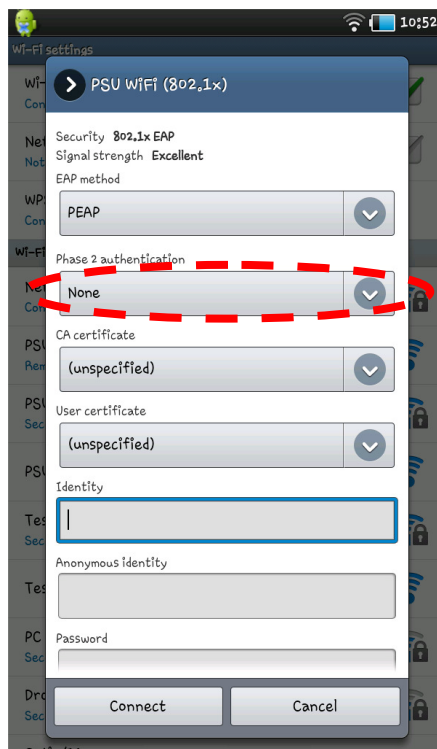 10:52
Wi-Fi settings
PSU WiFi (802.1x)
Security 802.1x EAP
Signal strength Excellent
EAP method
PEAP
Phase 2 authentication
None
CA certificate
(unspecified)
User certificate
(unspecified)
Identity
Anonymous identity
Password
Connect
Cancel